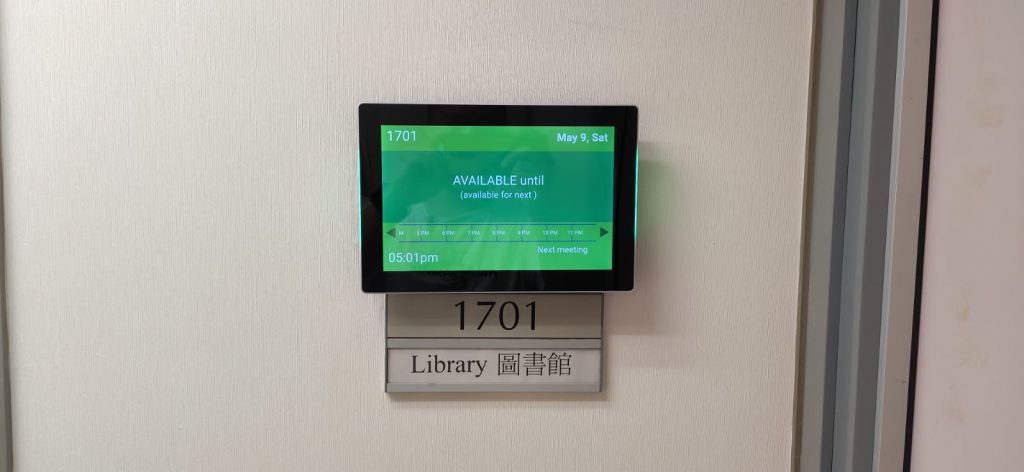 1701 May 9, Sat
AVAILABLE until
(available for next )
M 5 PM 6 PM 7 PM 8 PM 9 PM 10 PM 11 PM
Next meeting
05:01pm
1701
Library 圖書館